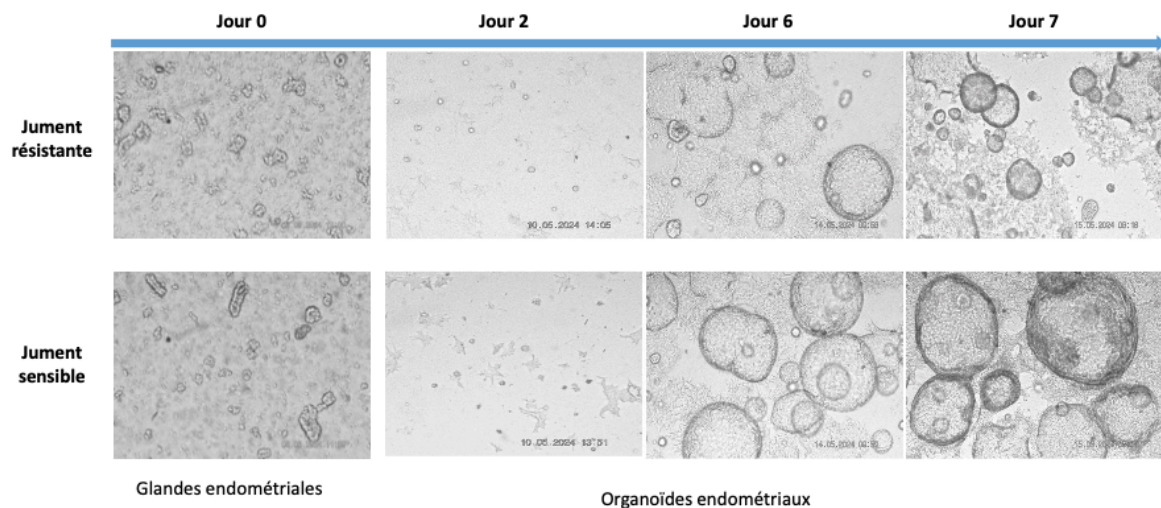 Jour 0
Jour 2
Jour 6
Jour 7
Jument
résistante
10.05.2024 14:05
Jument
sensible
10.05.2024 13:51
Glandes endométriales
Organoïdes endométriaux